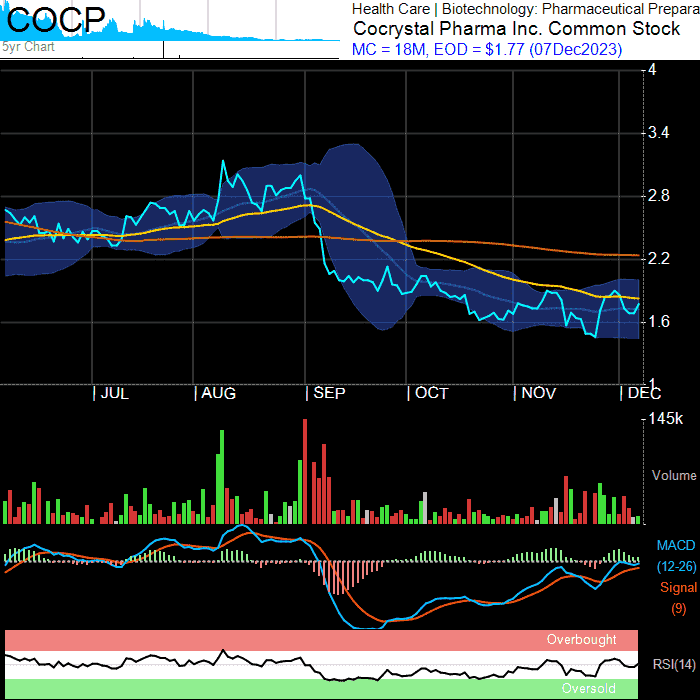 COCP
5yr Chart
Health Care | Biotechnology: Pharmaceutical Prepara
Cocrystal Pharma Inc. Common Stock
MC = 18M, EOD = $1.77 (07Dec2023)
4
3.4
2.8
2.2
1.6
1
| JUL
| AUG
| SEP
| OCT
| NOV
| DEC
145k
Volume
MACD
(12-26)
Signal
(9)
Overbought
RSI(14)
Oversold